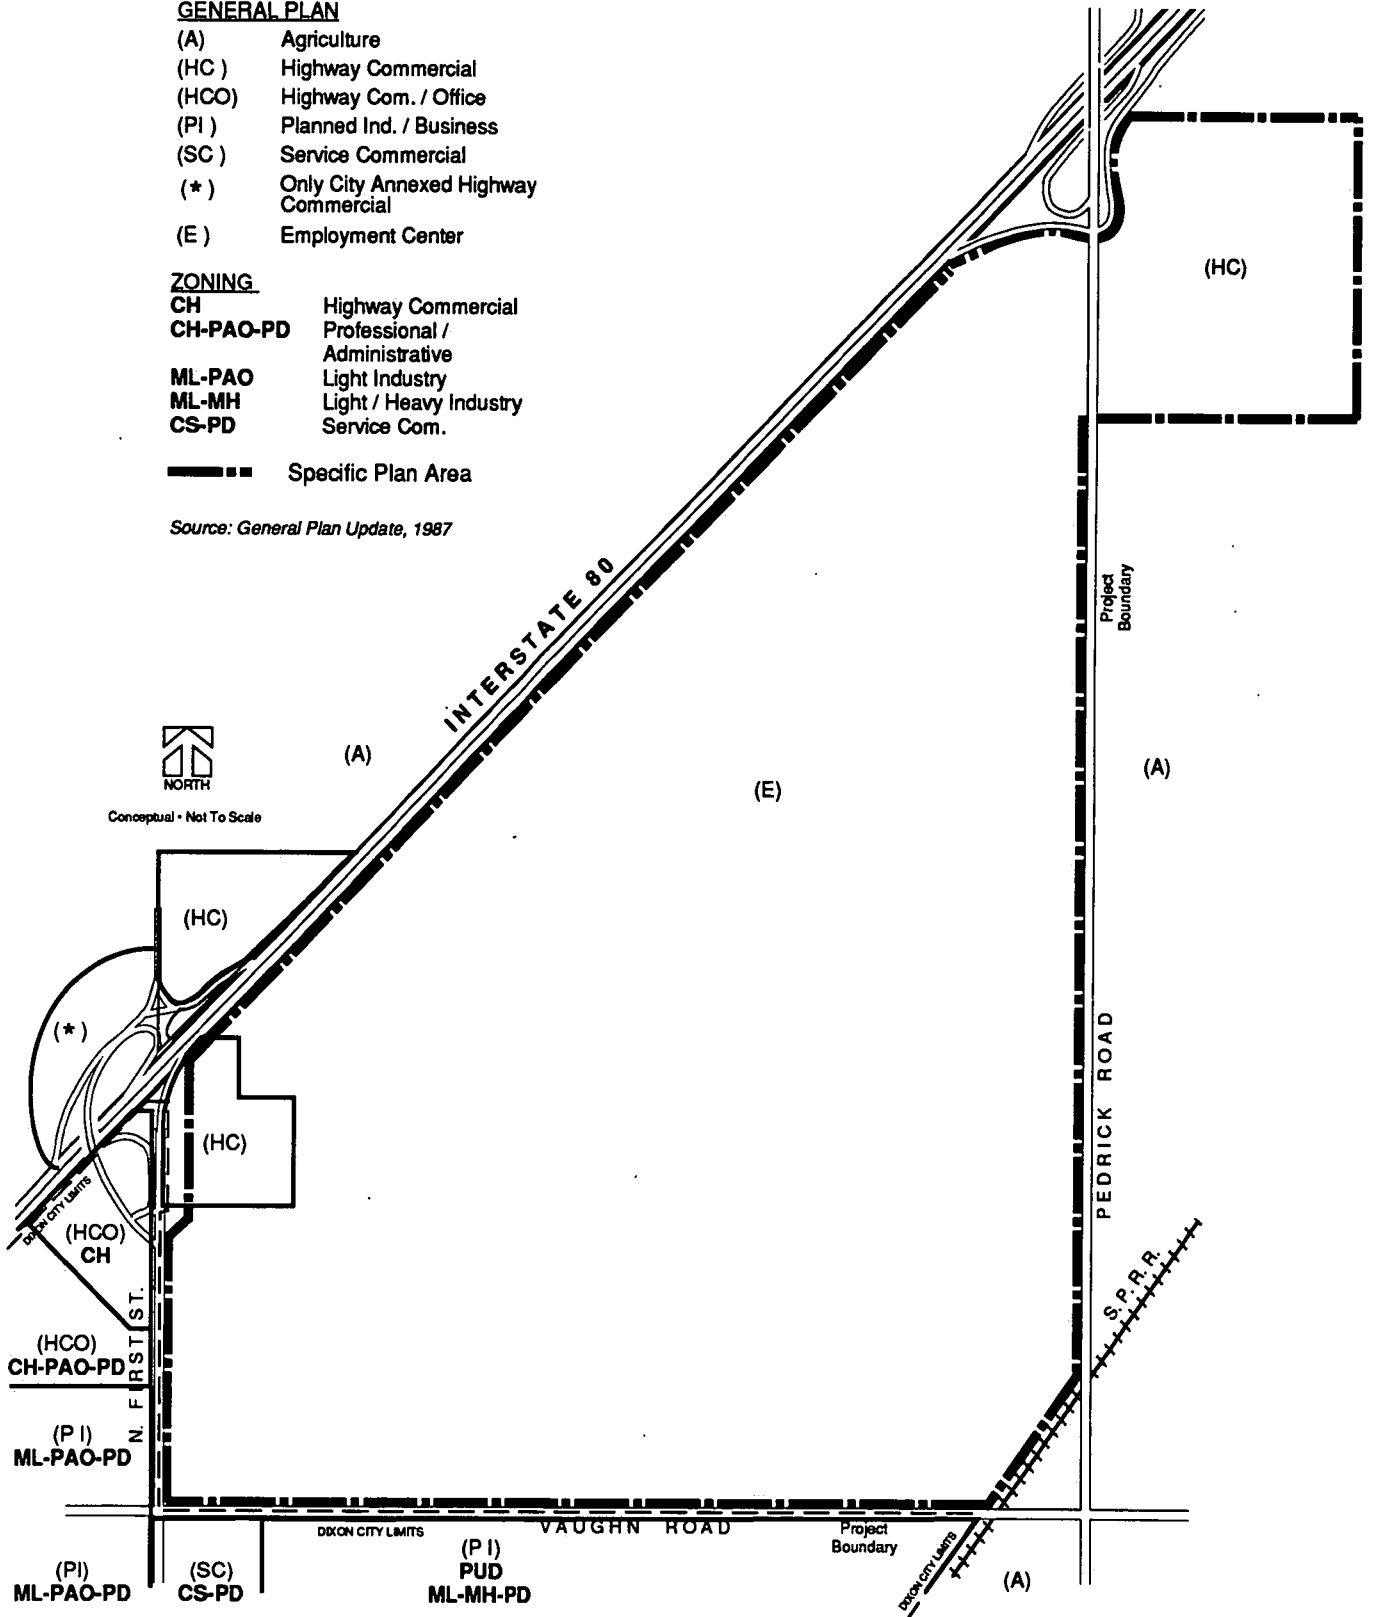 GENERAL PLAN
(A) Agriculture
(HC ) Highway Commercial
(HCO) Highway Com. / Office
(PI ) Planned Ind. / Business
(SC ) Service Commercial
(*) Only City Annexed Highway
Commercial
(E ) Employment Center
ZONING
CH Highway Commercial
CH-PAO-PD Professional /
Administrative
ML-PAO Light Industry
ML-MH Light / Heavy Industry
CS-PD Service Com.
Specific Plan Area
Source: General Plan Update, 1987
(HC)
INTERSTATE 80
Project
Boundary
NORTH
Conceptual • Not To Scale
(A)
(E)
(A)
(HC)
(*)
(HC)
DIXON CITY LIMITS
(HCO)
CH
PEDRICK ROAD
S. P. R. R.
N. FIRST ST.
(HCO)
CH-PAO-PD
(P I)
ML-PAO-PD
DIXON CITY LIMITS
VAUGHN ROAD
Project
Boundary
(PI)
ML-PAO-PD
(SC)
CS-PD
(P I)
PUD
ML-MH-PD
DIXON CITY LIMITS
(A)